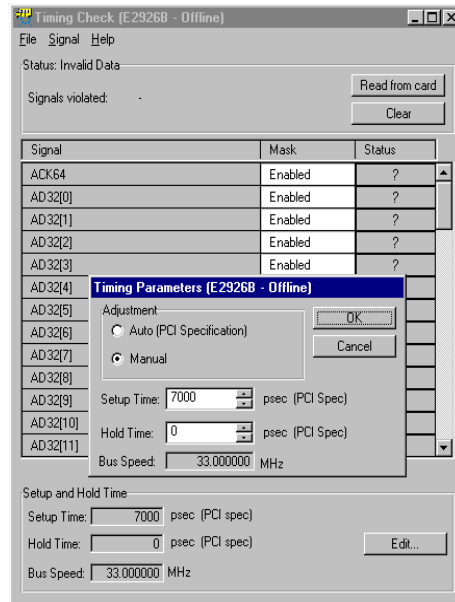 Timing Check (E2926B - Offline)
File Signal Help
Status: Invalid Data
Signals violated: -
Read from card
Clear
Signal Mask Status
ACK64 Enabled ?
AD32[0] Enabled ?
AD32[1] Enabled ?
AD32[2] Enabled ?
AD32[3] Enabled ?
AD32[4]
AD32[5]
AD32[6]
AD32[7]
AD32[8]
AD32[9]
AD32[10]
AD32[11]
Timing Parameters (E2926B - Offline)
Adjustment
Auto (PCI Specification)
Manual
OK
Cancel
Setup Time: 7000 psec (PCI Spec)
Hold Time: 0 psec (PCI Spec)
Bus Speed: 33.000000 MHz
Setup and Hold Time
Setup Time: 7000 psec (PCI spec)
Hold Time: 0 psec (PCI spec)
Edit...
Bus Speed: 33.000000 MHz